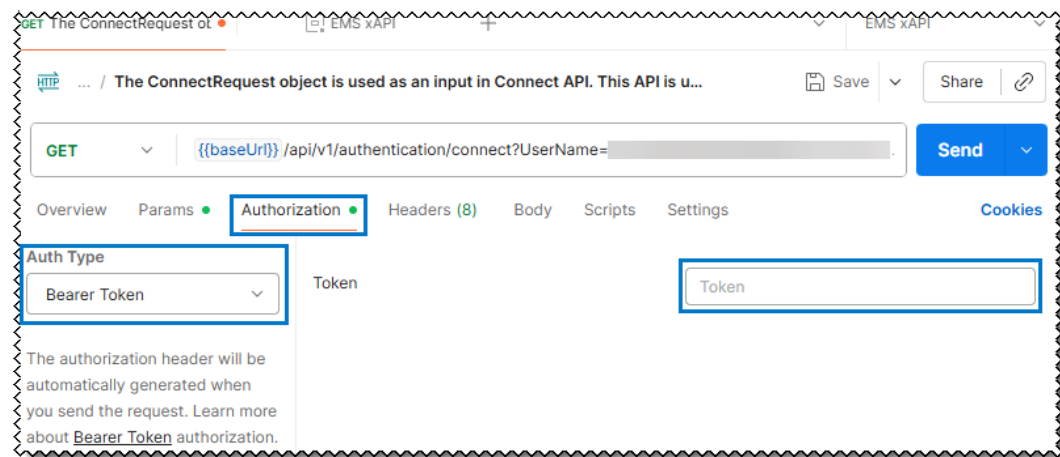 GET The ConnectRequest ob EMS xAPI + EMS xAPI
HTTP ... / The ConnectRequest object is used as an input in Connect API. This API is u... Save Share
GET {{baseUrl}} /api/v1/authentication/connect?UserName= Send
Overview Params Authorization Headers (8) Body Scripts Settings Cookies
Auth Type
Bearer Token
Token Token
The authorization header will be
automatically generated when
you send the request. Learn more
about Bearer Token authorization.